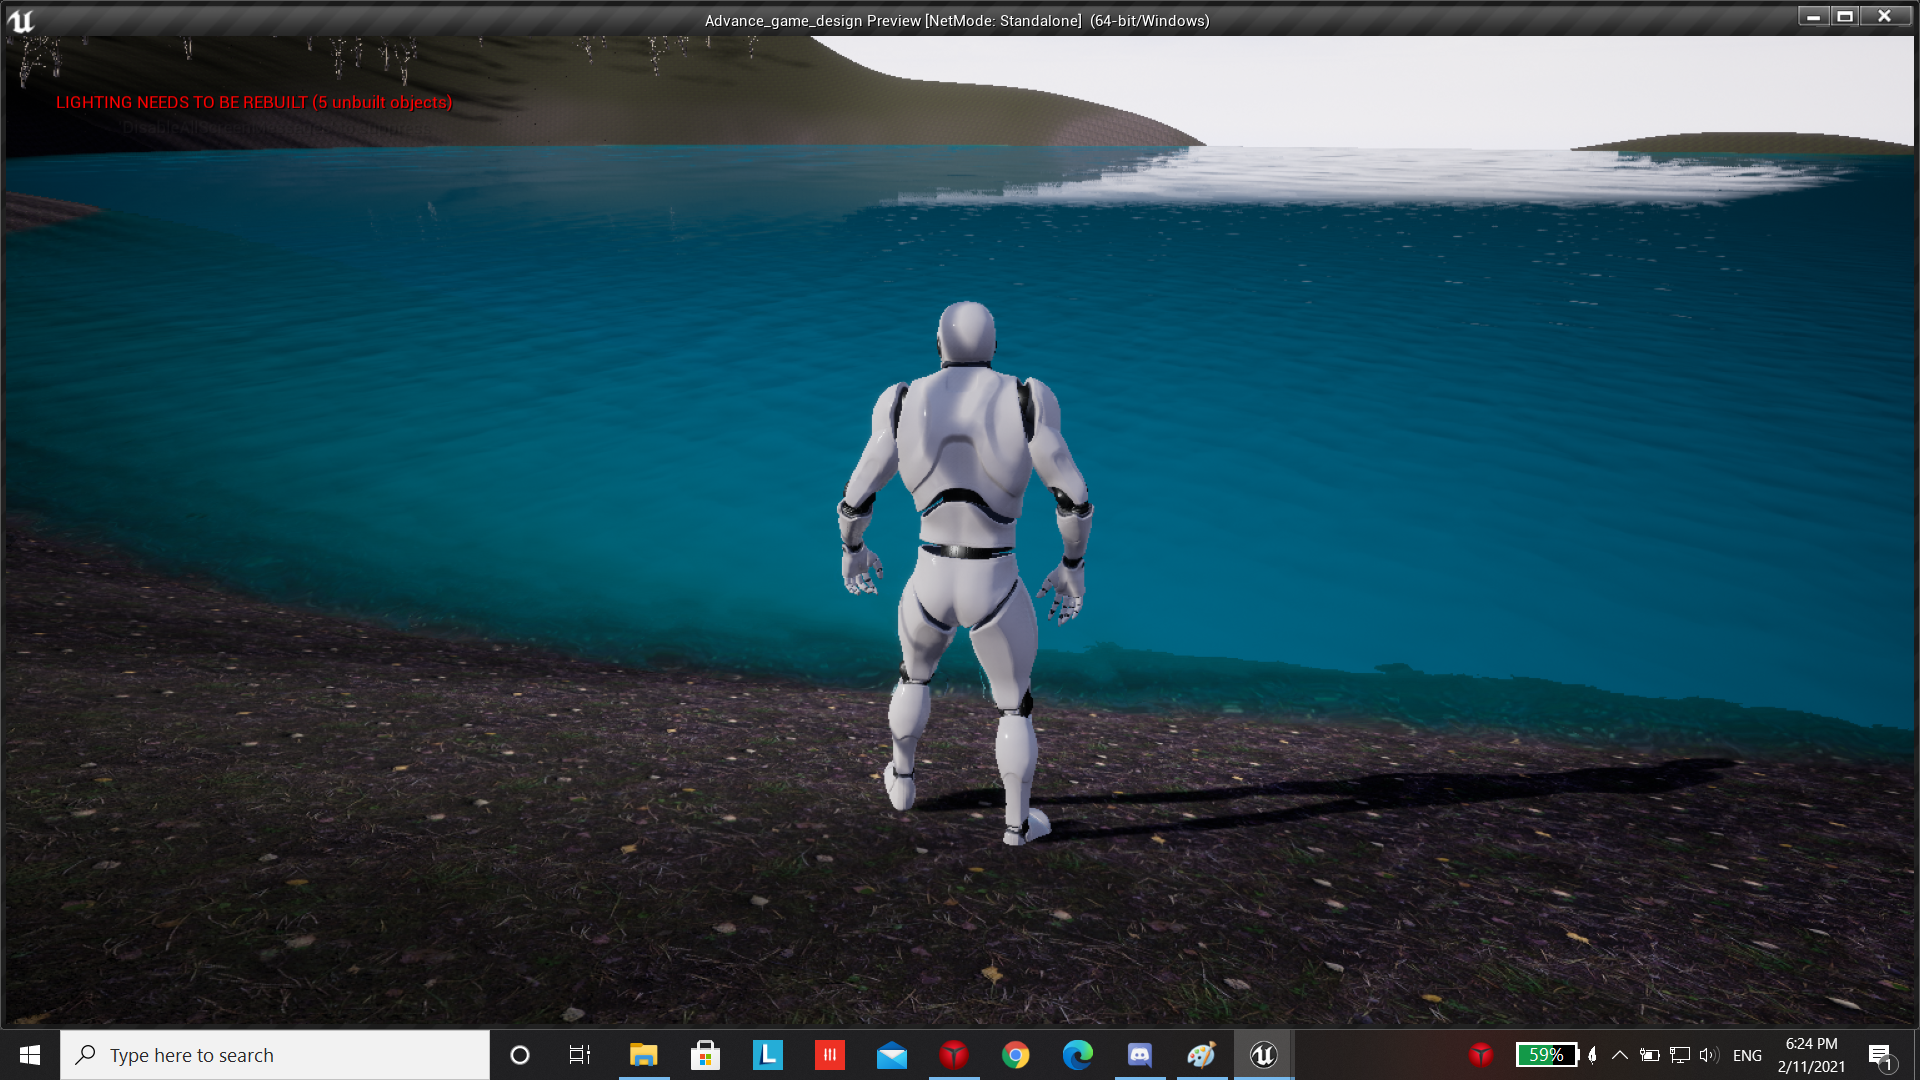 Advance_game_design Preview [NetMode: Standalone] (64-bit/Windows)
LIGHTING NEEDS TO BE REBUILT (5 unbuilt objects)
Type here to search
L
59%
ENG
6:24 PM
2/11/2021
1